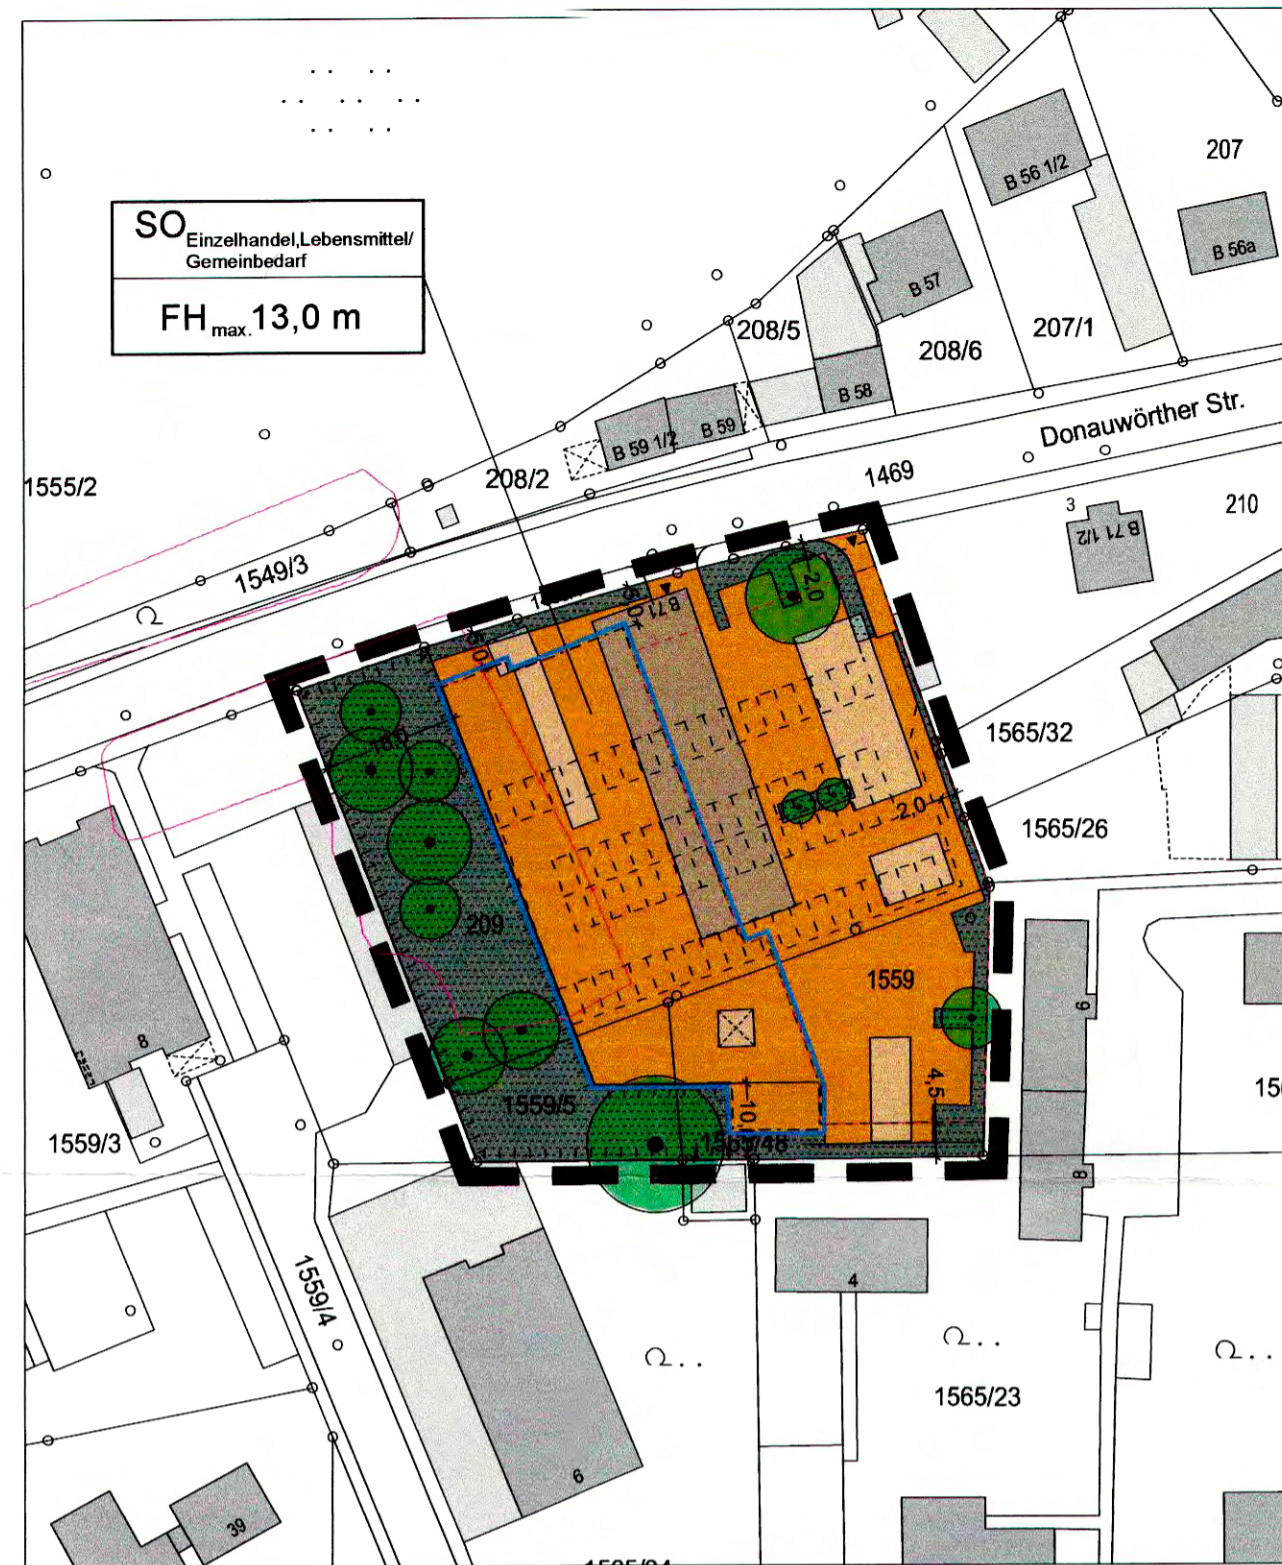 SO Einzelhandel,Lebensmittel/
Gemeinbedarf
FH max. 13,0 m
207
B 56 1/2
B 56a
B 57
208/5
207/1
208/6
B 58
B 59
B 59 1/2
Donauwörther Str.
1555/2
208/2
1469
3
210
B 71 1/2
1549/3
5,0
B 71
2,0
1565/32
2,0
1565/26
209
1559
9
8
4,5
1559/5
10
1559/3
8
1559/4
4
1565/23
6
39